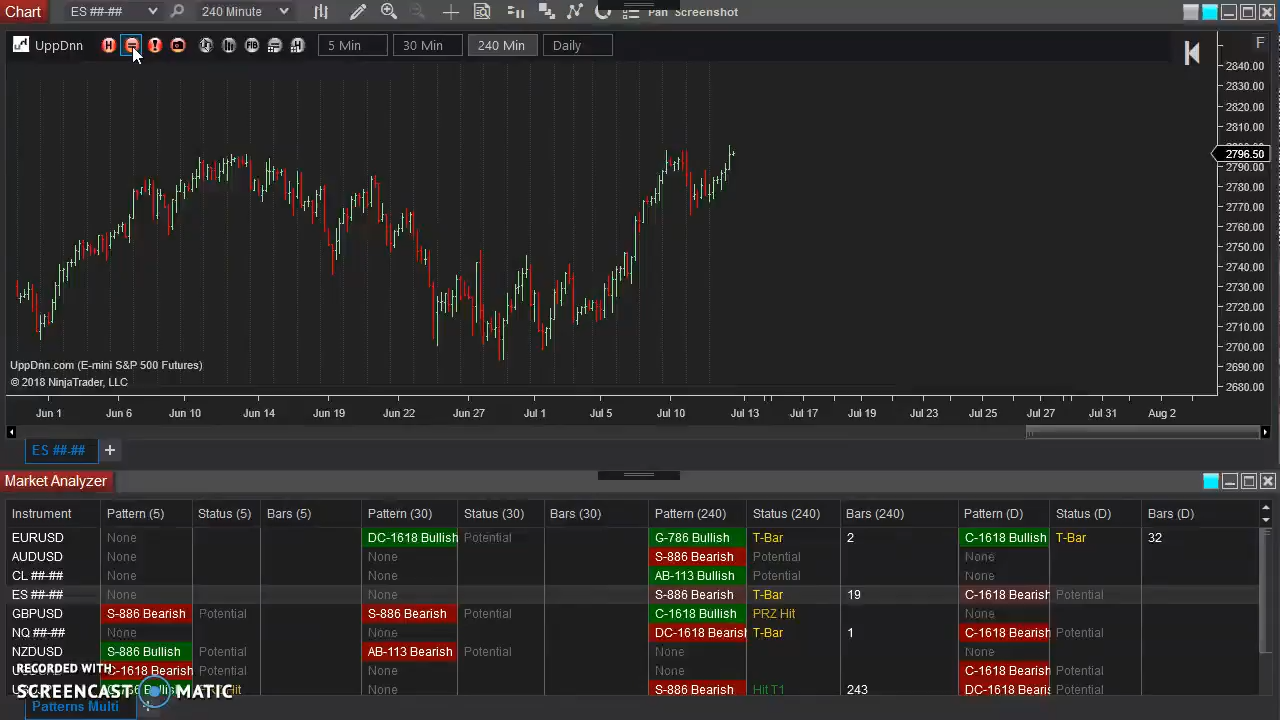 Chart ES ##-## 240 Minute Pan Screenshot
UppDnn H FIB 5 Min 30 Min 240 Min Daily F
2840.00
2830.00
2820.00
2810.00
2796.50
2790.00
2780.00
2770.00
2760.00
2750.00
2740.00
2730.00
2720.00
2710.00
2700.00
2690.00
2680.00
UppDnn.com (E-mini S&P 500 Futures)
© 2018 NinjaTrader, LLC
Jun 1 Jun 6 Jun 10 Jun 14 Jun 19 Jun 22 Jun 27 Jul 1 Jul 5 Jul 10 Jul 13 Jul 17 Jul 19 Jul 23 Jul 25 Jul 27 Jul 31 Aug 2
ES ##-## +
Market Analyzer
Instrument Pattern (5) Status (5) Bars (5) Pattern (30) Status (30) Bars (30) Pattern (240) Status (240) Bars (240) Pattern (D) Status (D) Bars (D)
EURUSD None DC-1618 Bullish Potential G-786 Bullish T-Bar 2 C-1618 Bullish T-Bar 32
AUDUSD None None S-886 Bearish Potential None
CL ##-## None None AB-113 Bullish Potential None
ES ##-## None None S-886 Bearish T-Bar 19 C-1618 Bearish Potential
GBPUSD S-886 Bearish Potential S-886 Bearish Potential C-1618 Bullish PRZ Hit None
NQ ##-## None None DC-1618 Bearish T-Bar 1 C-1618 Bearish Potential
NZDUSD S-886 Bullish Potential AB-113 Bearish Potential None None
C-1618 Bearish Potential None None C-1618 Bearish Potential
S-886 Bearish Hit T1 243 DC-1618 Bearis Potential
RECORDED WITH
SCREENCAST MATIC
Patterns Multi +